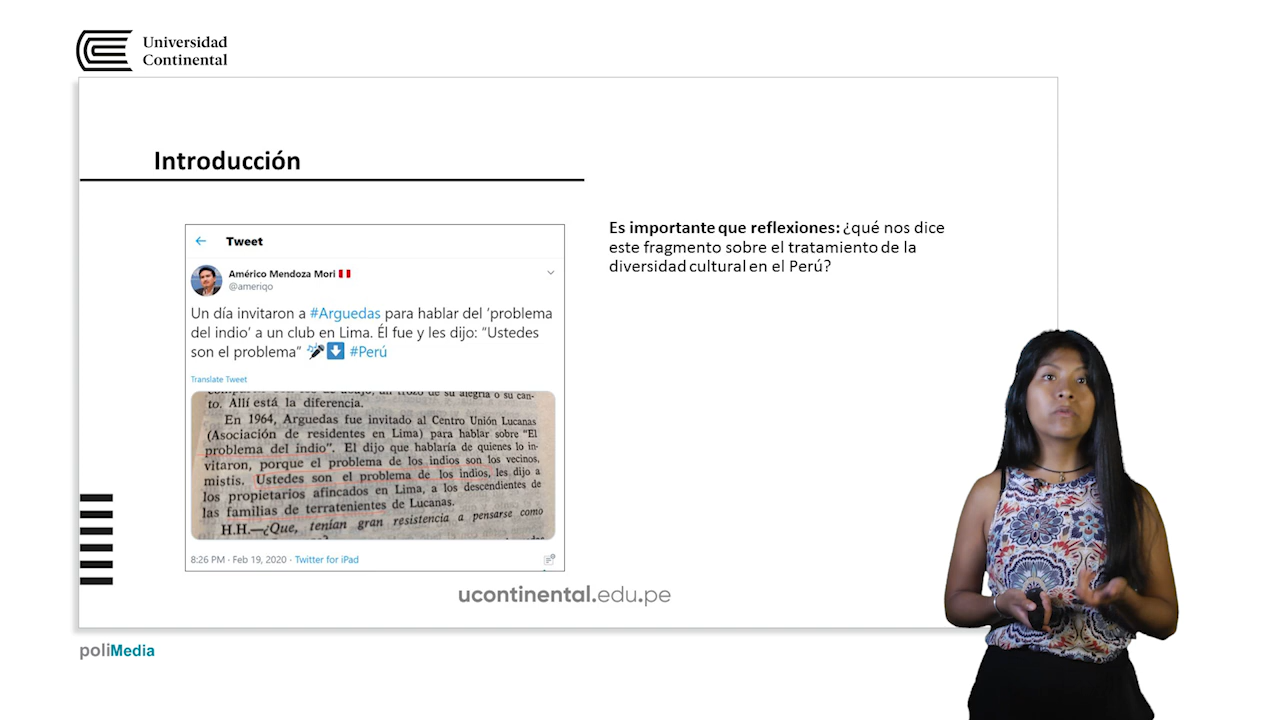 Universidad
Continental
Introducción
Tweet
Américo Mendoza Mori
@ameriqo
Un día invitaron a #Arguedas para hablar del ‘problema
del indio’ a un club en Lima. Él fue y les dijo: “Ustedes
son el problema” #Perú
Translate Tweet
de su alegría o su can-
to. Allí está la diferencia.
En 1964, Arguedas fue invitado al Centro Unión Lucanas
(Asociación de residentes en Lima) para hablar sobre "El
problema del indio". El dijo que hablaría de quienes lo in-
vitaron, porque el problema de los indios son los vecinos,
mistis. Ustedes son el problema de los indios, les dijo a
los propietarios afincados en Lima, a los descendientes de
las familias de terratenientes de Lucanas.
H.H.—¿Que, tenían gran resistencia a pensarse como
8:26 PM · Feb 19, 2020 · Twitter for iPad
Es importante que reflexiones: ¿qué nos dice
este fragmento sobre el tratamiento de la
diversidad cultural en el Perú?
ucontinental.edu.pe
poliMedia